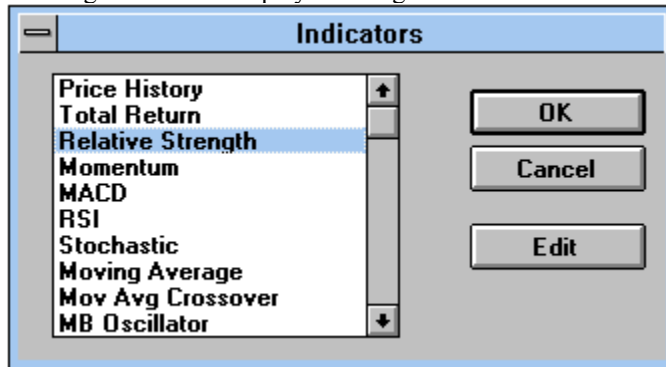 Indicators
Price History
Total Return
Relative Strength
Momentum
MACD
RSI
Stochastic
Moving Average
Mov Avg Crossover
MB Oscillator
OK
Cancel
Edit